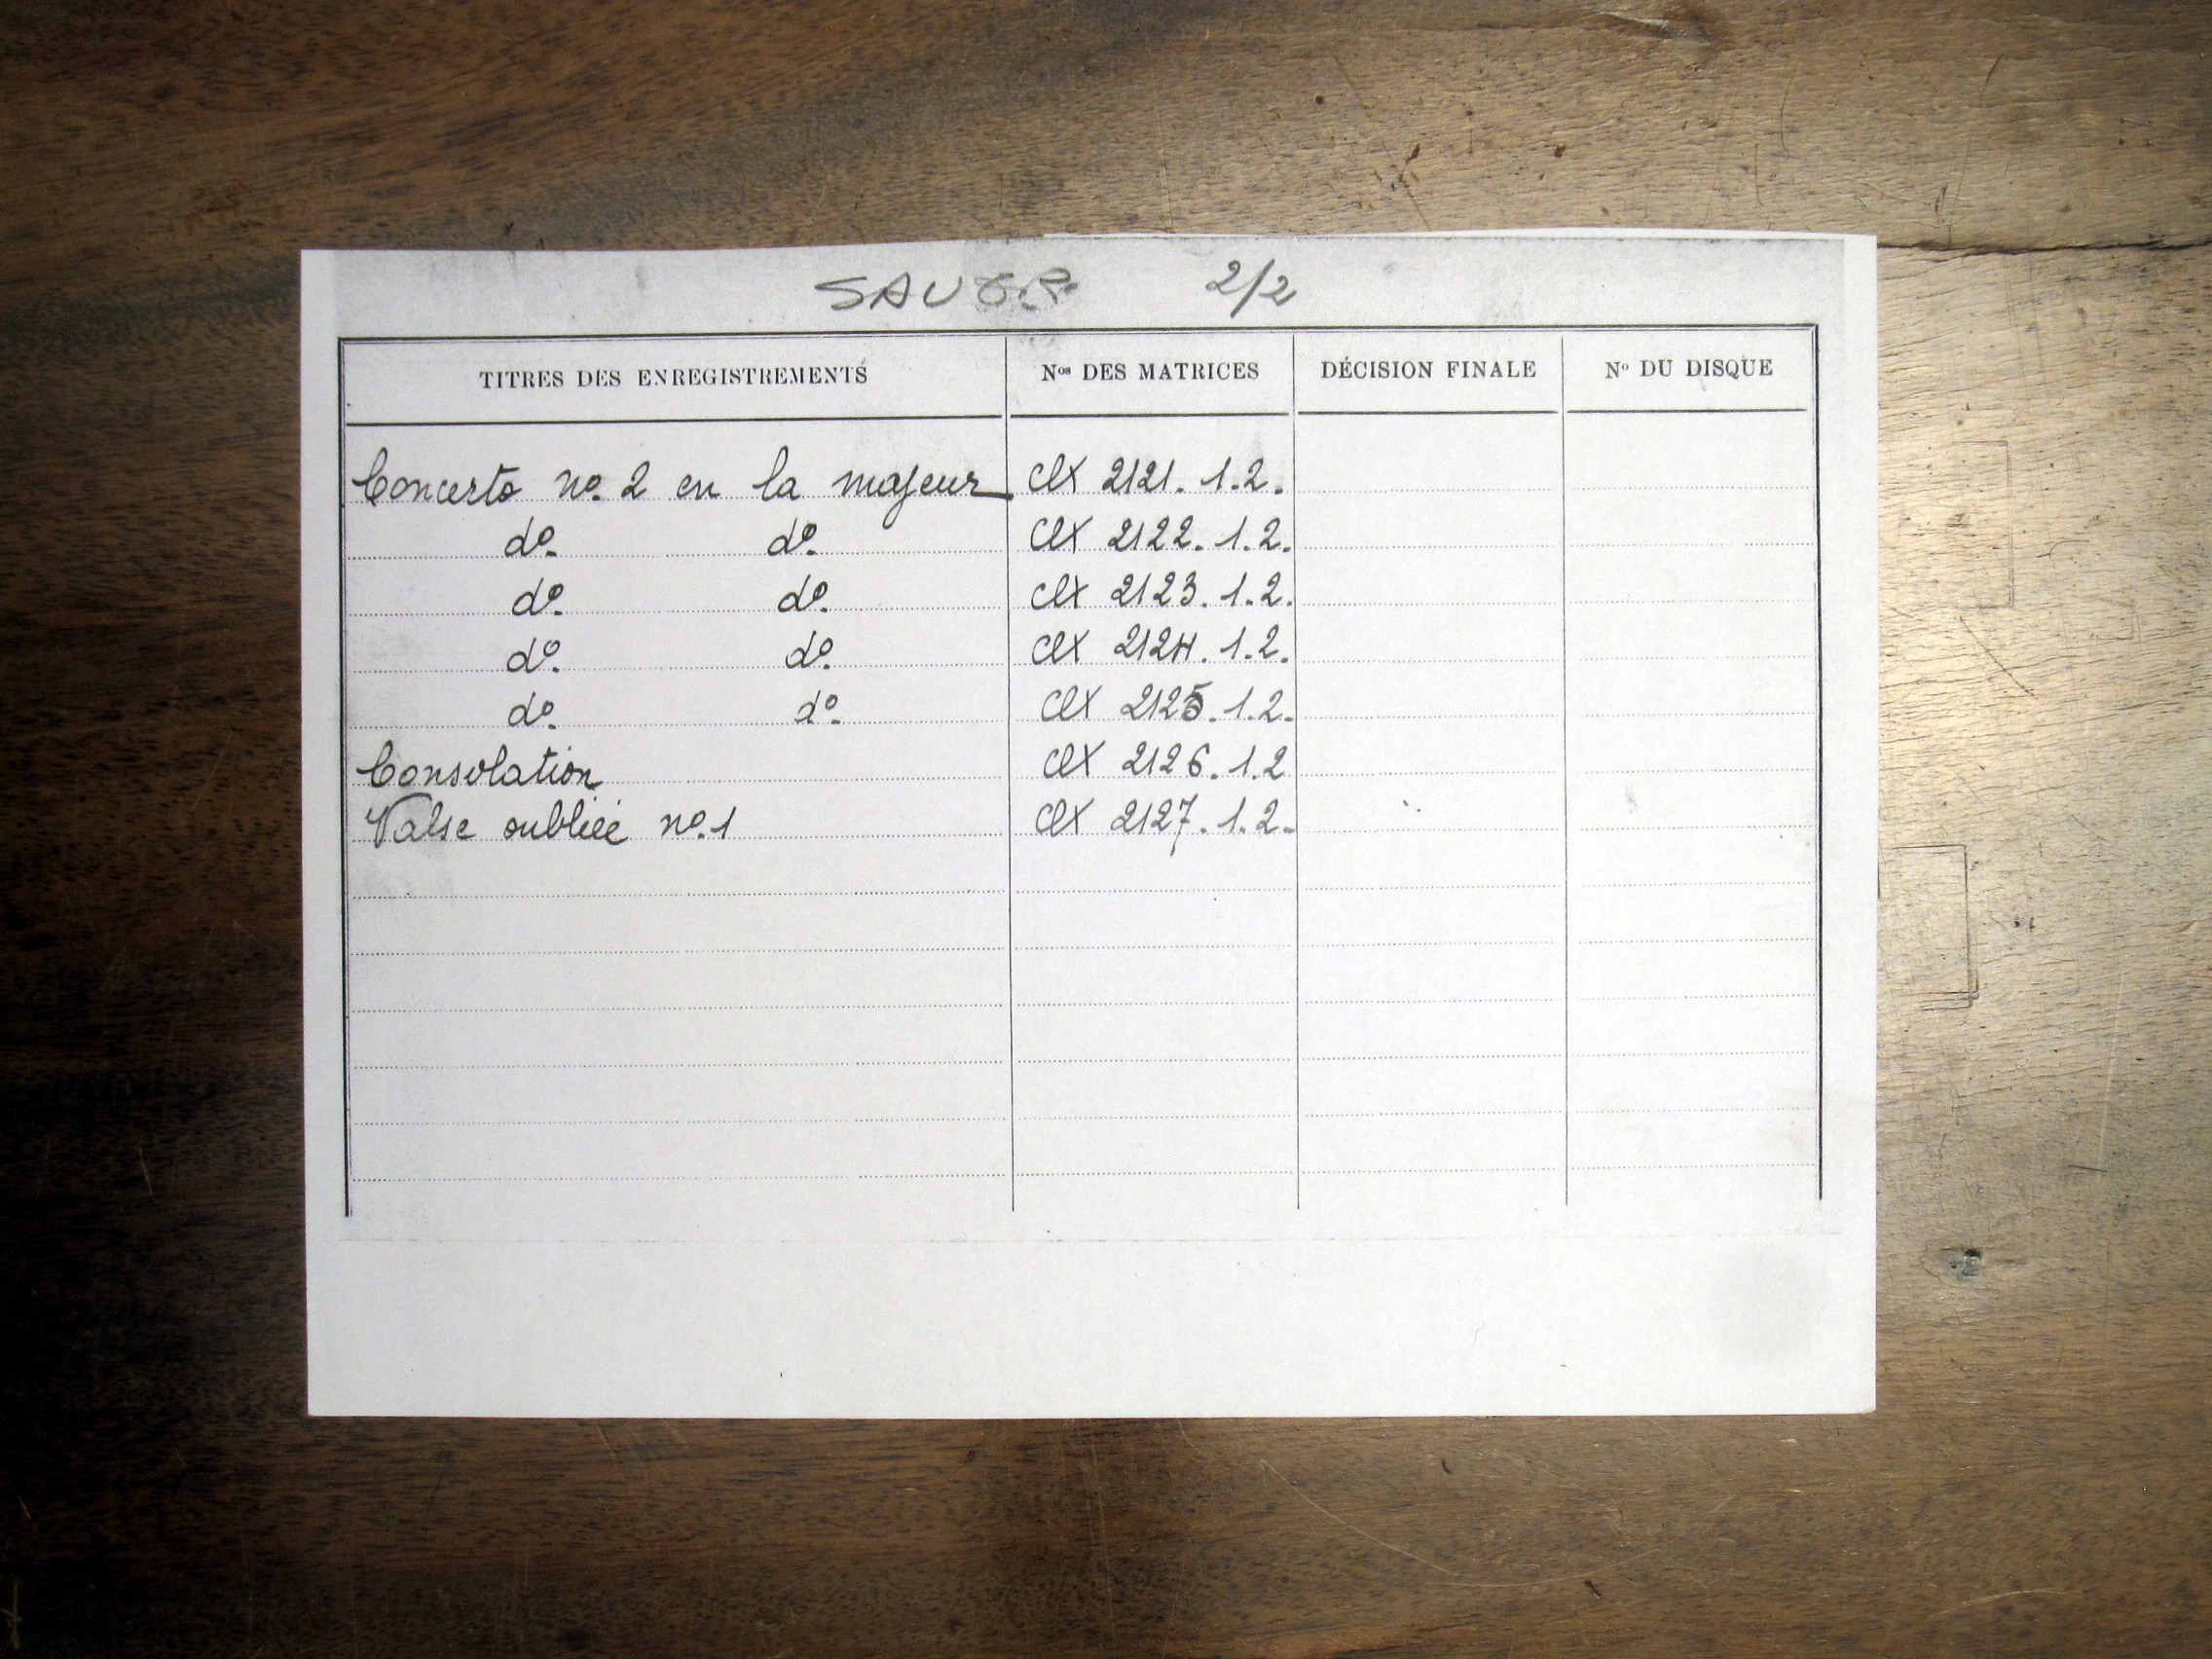 SAUER 2/2
TITRES DES ENREGISTREMENTS Nos DES MATRICES DÉCISION FINALE No DU DISQUE
Concerto no. 2 en la majeur. CLX 2121. 1.2.
do. do. CLX 2122. 1.2.
do. do. CLX 2123. 1.2.
do. do. CLX 2124. 1.2.
do. do. CLX 2125. 1.2.
Consolation CLX 2126. 1.2
Valse oubliée no. 1 CLX 2127. 1.2.